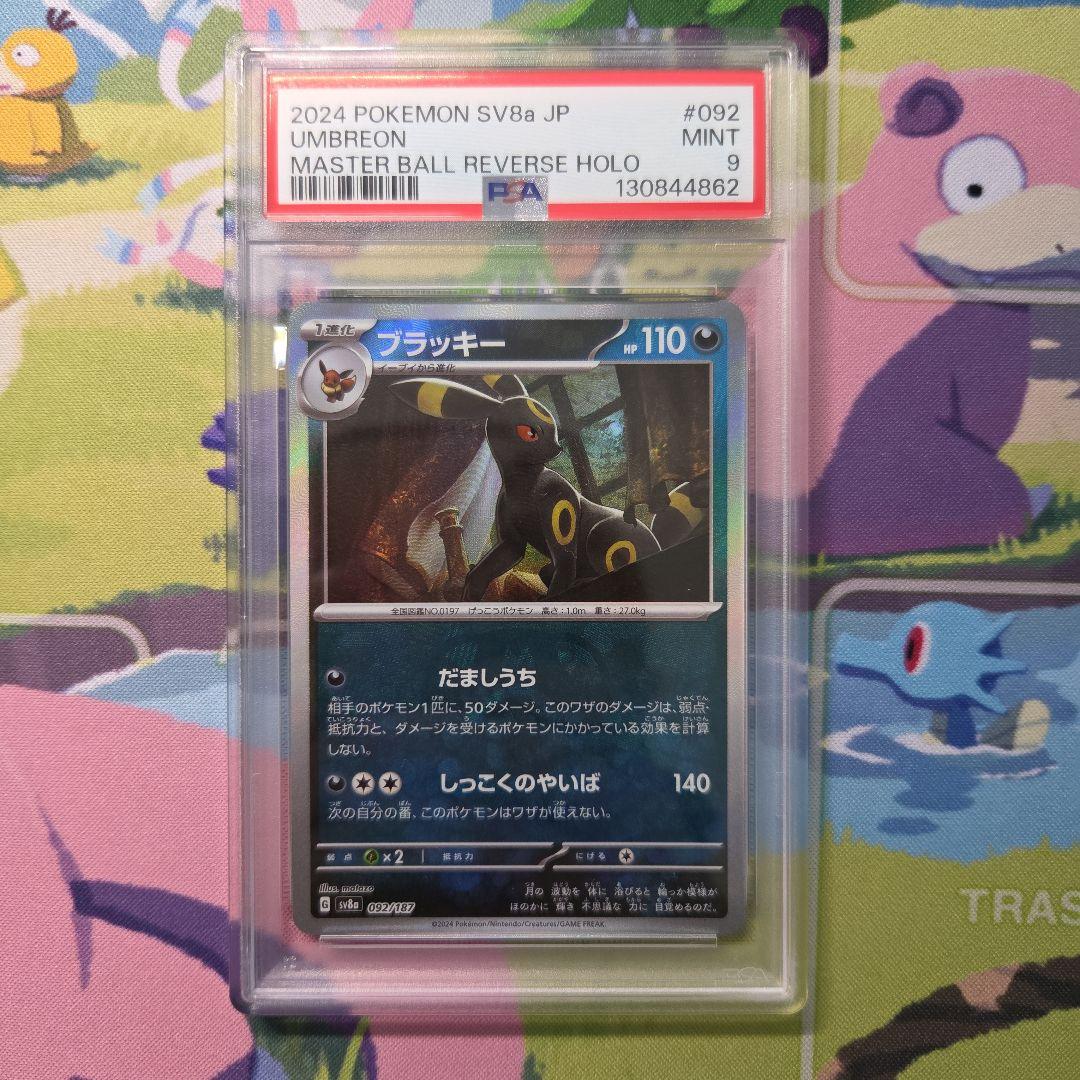 2024 POKEMON SV8a JP #092
UMBREON MINT
MASTER BALL REVERSE HOLO 9
PSA 130844862
1進化 ブラッキー HP 110
イーブイから進化
全国図鑑NO.0197 げっこうポケモン 高さ:1.0m 重さ:27.0kg
だましうち
相手のポケモン1匹に、50ダメージ。このワザのダメージは、弱点・
抵抗力と、ダメージを受けるポケモンにかかっている効果を計算
しない。
しっこくのやいば 140
次の自分の番、このポケモンはワザが使えない。
弱点 ×2 抵抗力 にげる
Illus. matazo
月の 波動を 体に 浴びると 輪っか模様が
G sv8a 092/187
ほのかに 輝き 不思議な 力に 目覚めるのだ。
©2024 Pokémon/Nintendo/Creatures/GAME FREAK.
TRAS